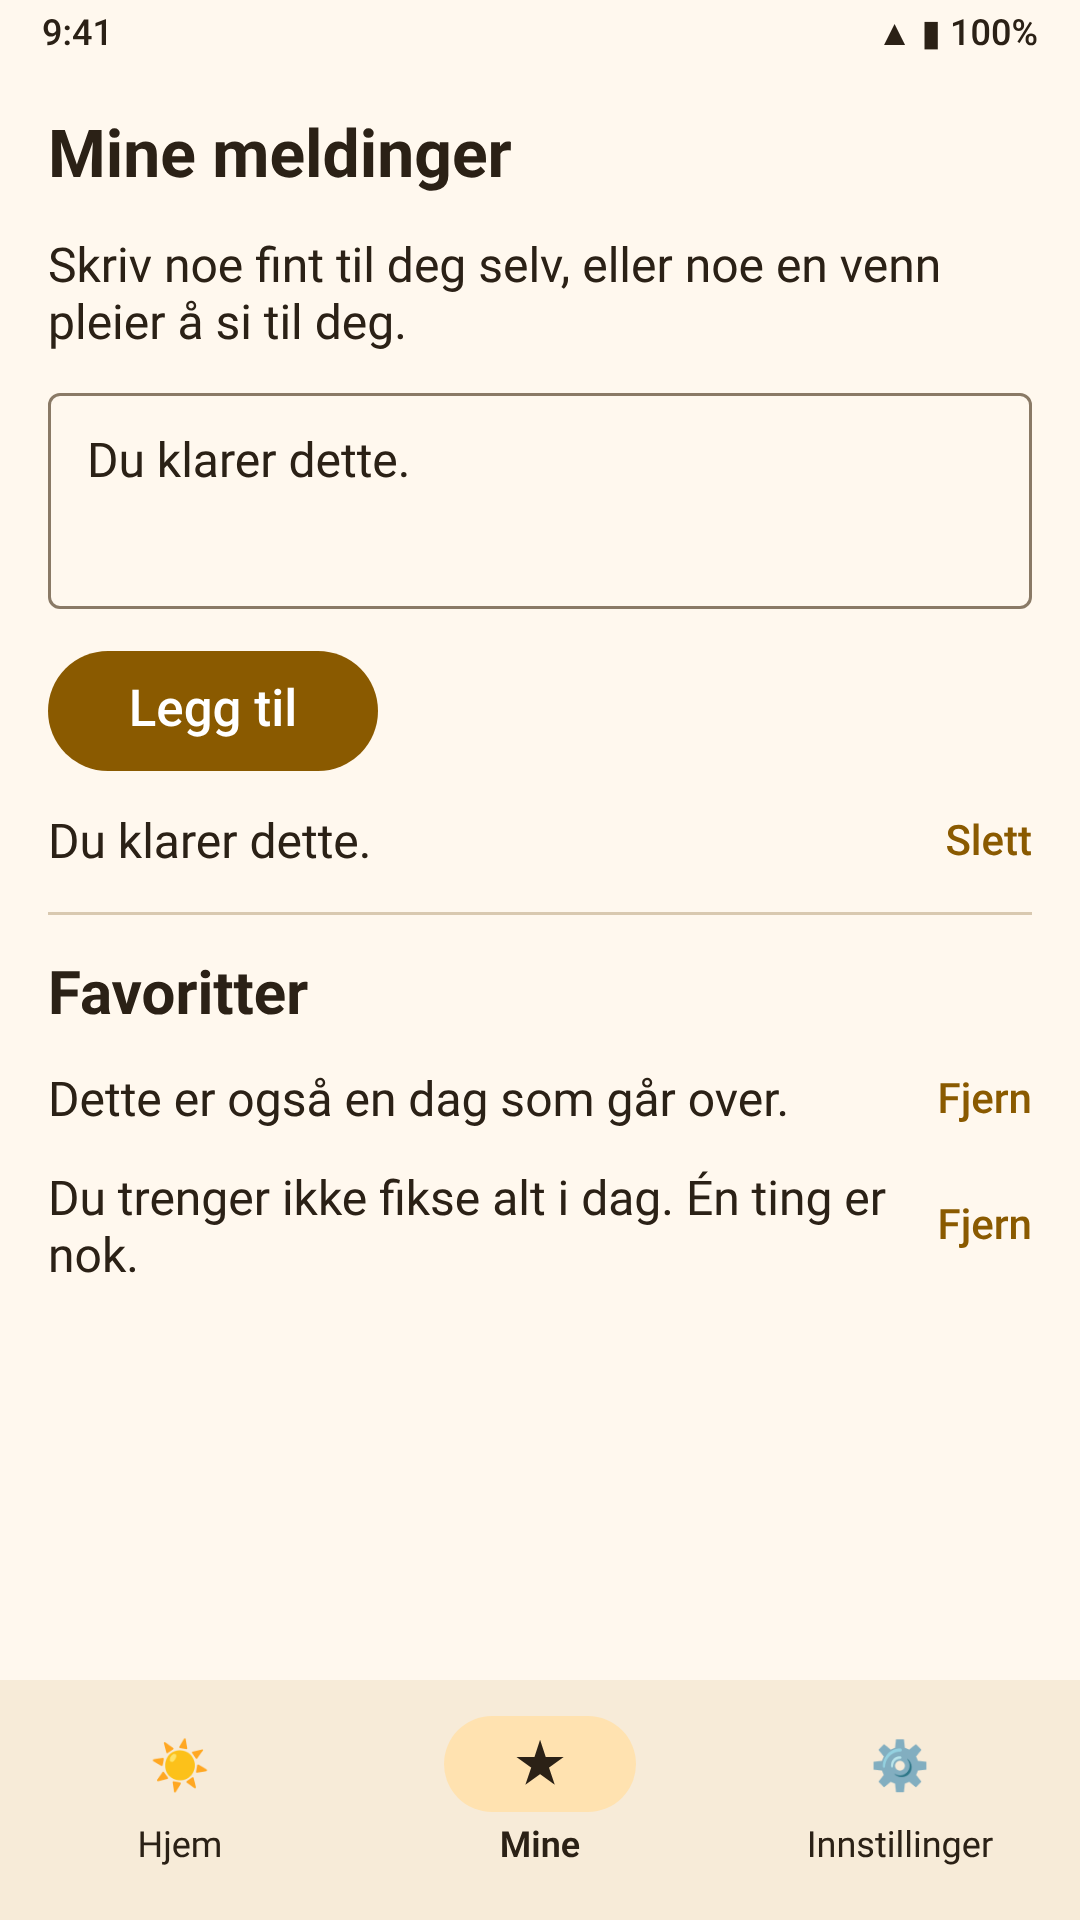 9:41 100%
Mine meldinger
Skriv noe fint til deg selv, eller noe en venn
pleier å si til deg.
Du klarer dette.
Legg til
Du klarer dette. Slett
Favoritter
Dette er også en dag som går over. Fjern
Du trenger ikke fikse alt i dag. Én ting er
nok. Fjern
Hjem Mine Innstillinger